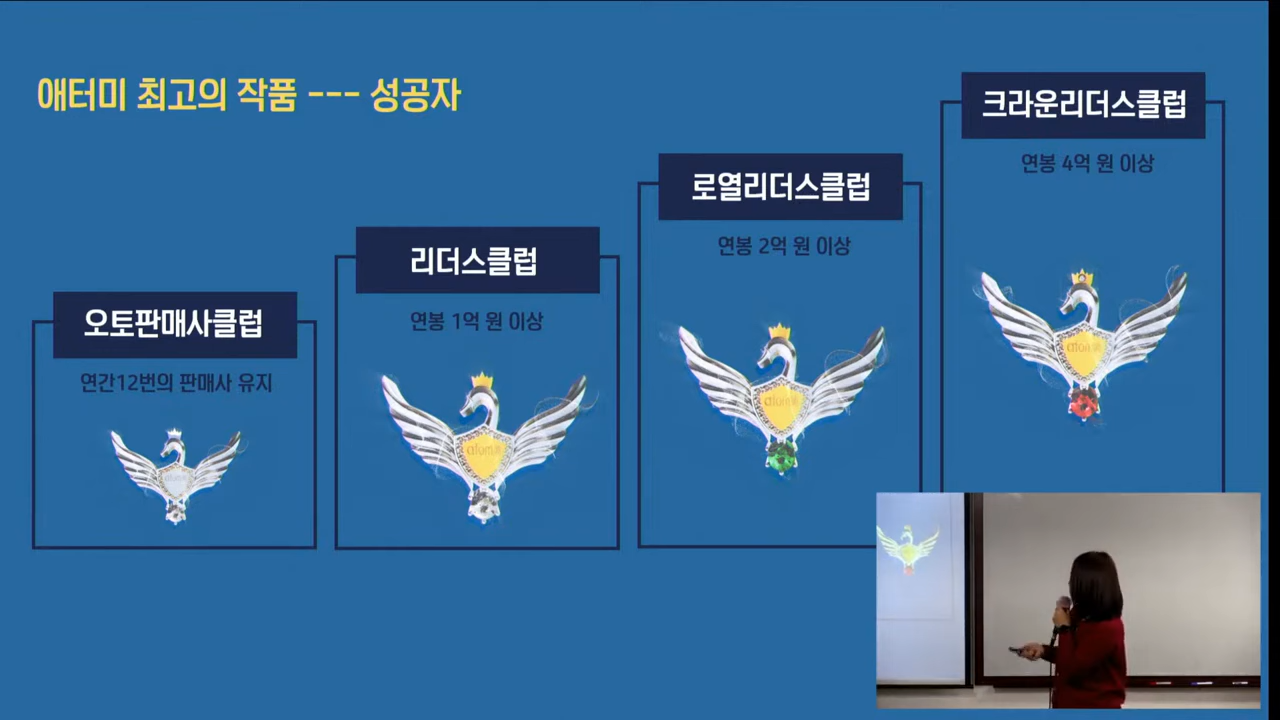 애터미 최고의 작품 --- 성공자
오토판매사클럽
연간12번의 판매사 유지
리더스클럽
연봉 1억 원 이상
로열리더스클럽
연봉 2억 원 이상
크라운리더스클럽
연봉 4억 원 이상